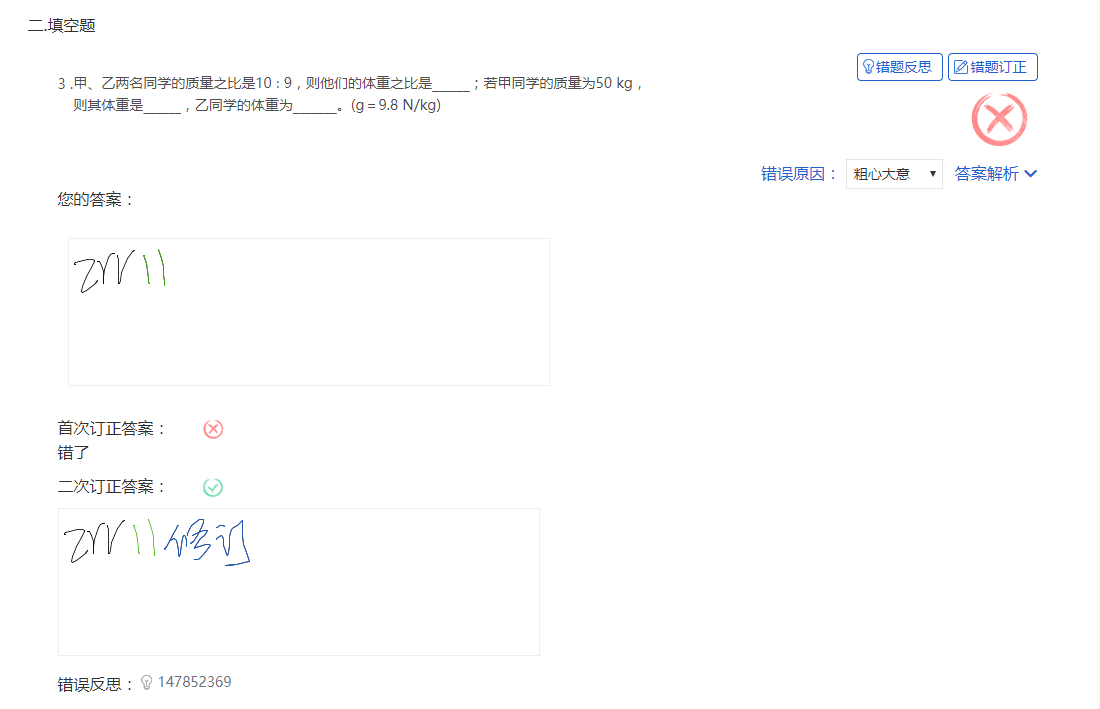 二.填空题
错题反思 错题订正
3 .甲、乙两名同学的质量之比是10 : 9，则他们的体重之比是_____；若甲同学的质量为50 kg，
则其体重是_____，乙同学的体重为______。(g = 9.8 N/kg)
错误原因： 粗心大意 答案解析
您的答案：
首次订正答案：
错了
二次订正答案：
修订
错误反思： 147852369